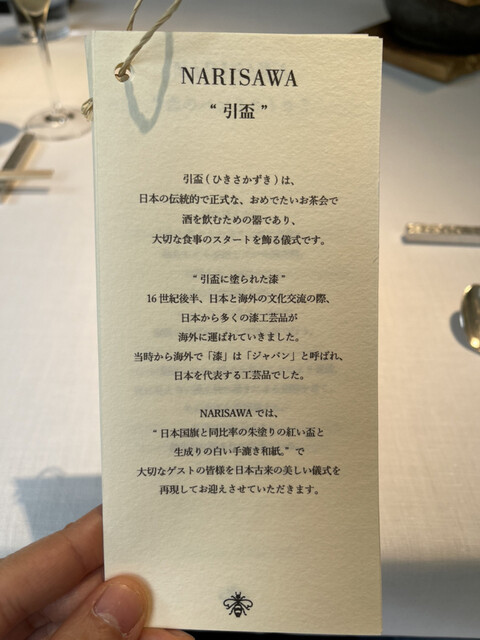 NARISAWA
“ 引盃 ”
引盃 ( ひきさかずき ) は、
日本の伝統的で正式な、おめでたいお茶会で
酒を飲むための器であり、
大切な食事のスタートを飾る儀式です。
“ 引盃に塗られた漆 ”
16 世紀後半、日本と海外の文化交流の際、
日本から多くの漆工芸品が
海外に運ばれていきました。
当時から海外で「漆」は「ジャパン」と呼ばれ、
日本を代表する工芸品でした。
NARISAWA では、
“ 日本国旗と同比率の朱塗りの紅い盃と
生成りの白い手漉き和紙。” で
大切なゲストの皆様を日本古来の美しい儀式を
再現してお迎えさせていただきます。